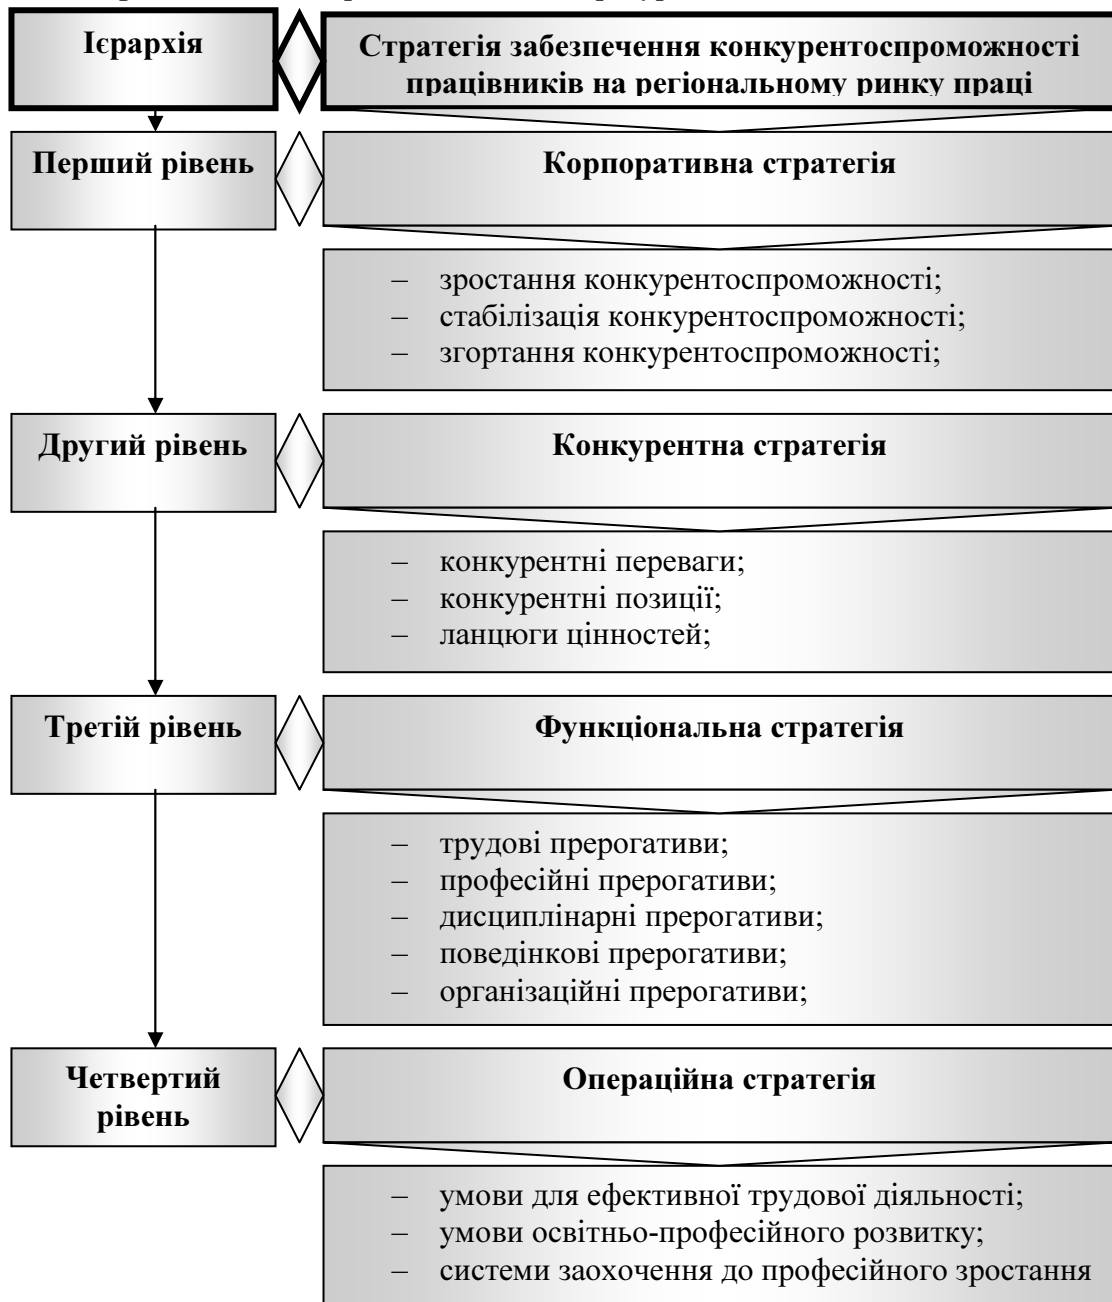 Ієрархія
Стратегія забезпечення конкурентоспроможності
працівників на регіональному ринку праці
Перший рівень
Корпоративна стратегія
– зростання конкурентоспроможності;
– стабілізація конкурентоспроможності;
– згортання конкурентоспроможності;
Другий рівень
Конкурентна стратегія
– конкурентні переваги;
– конкурентні позиції;
– ланцюги цінностей;
Третій рівень
Функціональна стратегія
– трудові прерогативи;
– професійні прерогативи;
– дисциплінарні прерогативи;
– поведінкові прерогативи;
– організаційні прерогативи;
Четвертий
рівень
Операційна стратегія
– умови для ефективної трудової діяльності;
– умови освітньо-професійного розвитку;
– системи заохочення до професійного зростання